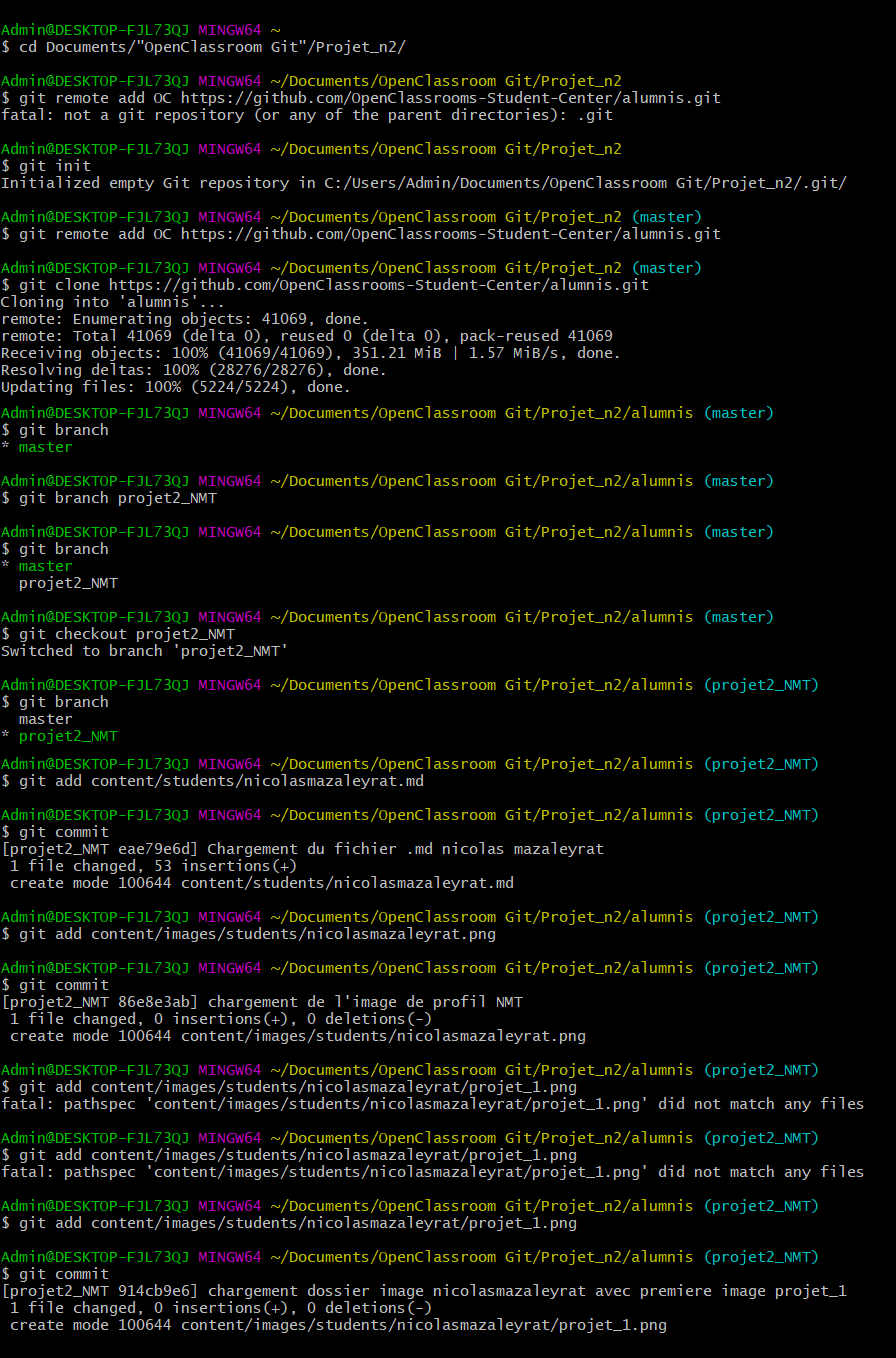 Admin@DESKTOP-FJL73QJ MINGW64 ~
$ cd Documents/"OpenClassroom Git"/Projet_n2/
Admin@DESKTOP-FJL73QJ MINGW64 ~/Documents/OpenClassroom Git/Projet_n2
$ git remote add OC https://github.com/OpenClassrooms-Student-Center/alumnis.git
fatal: not a git repository (or any of the parent directories): .git
Admin@DESKTOP-FJL73QJ MINGW64 ~/Documents/OpenClassroom Git/Projet_n2
$ git init
Initialized empty Git repository in C:/Users/Admin/Documents/OpenClassroom Git/Projet_n2/.git/
Admin@DESKTOP-FJL73QJ MINGW64 ~/Documents/OpenClassroom Git/Projet_n2 (master)
$ git remote add OC https://github.com/OpenClassrooms-Student-Center/alumnis.git
Admin@DESKTOP-FJL73QJ MINGW64 ~/Documents/OpenClassroom Git/Projet_n2 (master)
$ git clone https://github.com/OpenClassrooms-Student-Center/alumnis.git
Cloning into 'alumnis'...
remote: Enumerating objects: 41069, done.
remote: Total 41069 (delta 0), reused 0 (delta 0), pack-reused 41069
Receiving objects: 100% (41069/41069), 351.21 MiB | 1.57 MiB/s, done.
Resolving deltas: 100% (28276/28276), done.
Updating files: 100% (5224/5224), done.
Admin@DESKTOP-FJL73QJ MINGW64 ~/Documents/OpenClassroom Git/Projet_n2/alumnis (master)
$ git branch
* master
Admin@DESKTOP-FJL73QJ MINGW64 ~/Documents/OpenClassroom Git/Projet_n2/alumnis (master)
$ git branch projet2_NMT
Admin@DESKTOP-FJL73QJ MINGW64 ~/Documents/OpenClassroom Git/Projet_n2/alumnis (master)
$ git branch
* master
projet2_NMT
Admin@DESKTOP-FJL73QJ MINGW64 ~/Documents/OpenClassroom Git/Projet_n2/alumnis (master)
$ git checkout projet2_NMT
Switched to branch 'projet2_NMT'
Admin@DESKTOP-FJL73QJ MINGW64 ~/Documents/OpenClassroom Git/Projet_n2/alumnis (projet2_NMT)
$ git branch
master
* projet2_NMT
Admin@DESKTOP-FJL73QJ MINGW64 ~/Documents/OpenClassroom Git/Projet_n2/alumnis (projet2_NMT)
$ git add content/students/nicolasmazaleyrat.md
Admin@DESKTOP-FJL73QJ MINGW64 ~/Documents/OpenClassroom Git/Projet_n2/alumnis (projet2_NMT)
$ git commit
[projet2_NMT eae79e6d] Chargement du fichier .md nicolas mazaleyrat
1 file changed, 53 insertions(+)
create mode 100644 content/students/nicolasmazaleyrat.md
Admin@DESKTOP-FJL73QJ MINGW64 ~/Documents/OpenClassroom Git/Projet_n2/alumnis (projet2_NMT)
$ git add content/images/students/nicolasmazaleyrat.png
Admin@DESKTOP-FJL73QJ MINGW64 ~/Documents/OpenClassroom Git/Projet_n2/alumnis (projet2_NMT)
$ git commit
[projet2_NMT 86e8e3ab] chargement de l'image de profil NMT
1 file changed, 0 insertions(+), 0 deletions(-)
create mode 100644 content/images/students/nicolasmazaleyrat.png
Admin@DESKTOP-FJL73QJ MINGW64 ~/Documents/OpenClassroom Git/Projet_n2/alumnis (projet2_NMT)
$ git add content/images/students/nicolasmazaleyrat/projet_1.png
fatal: pathspec 'content/images/students/nicolasmazaleyrat/projet_1.png' did not match any files
Admin@DESKTOP-FJL73QJ MINGW64 ~/Documents/OpenClassroom Git/Projet_n2/alumnis (projet2_NMT)
$ git add content/images/students/nicolasmazaleyrat/projet_1.png
fatal: pathspec 'content/images/students/nicolasmazaleyrat/projet_1.png' did not match any files
Admin@DESKTOP-FJL73QJ MINGW64 ~/Documents/OpenClassroom Git/Projet_n2/alumnis (projet2_NMT)
$ git add content/images/students/nicolasmazaleyrat/projet_1.png
Admin@DESKTOP-FJL73QJ MINGW64 ~/Documents/OpenClassroom Git/Projet_n2/alumnis (projet2_NMT)
$ git commit
[projet2_NMT 914cb9e6] chargement dossier image nicolasmazaleyrat avec premiere image projet_1
1 file changed, 0 insertions(+), 0 deletions(-)
create mode 100644 content/images/students/nicolasmazaleyrat/projet_1.png